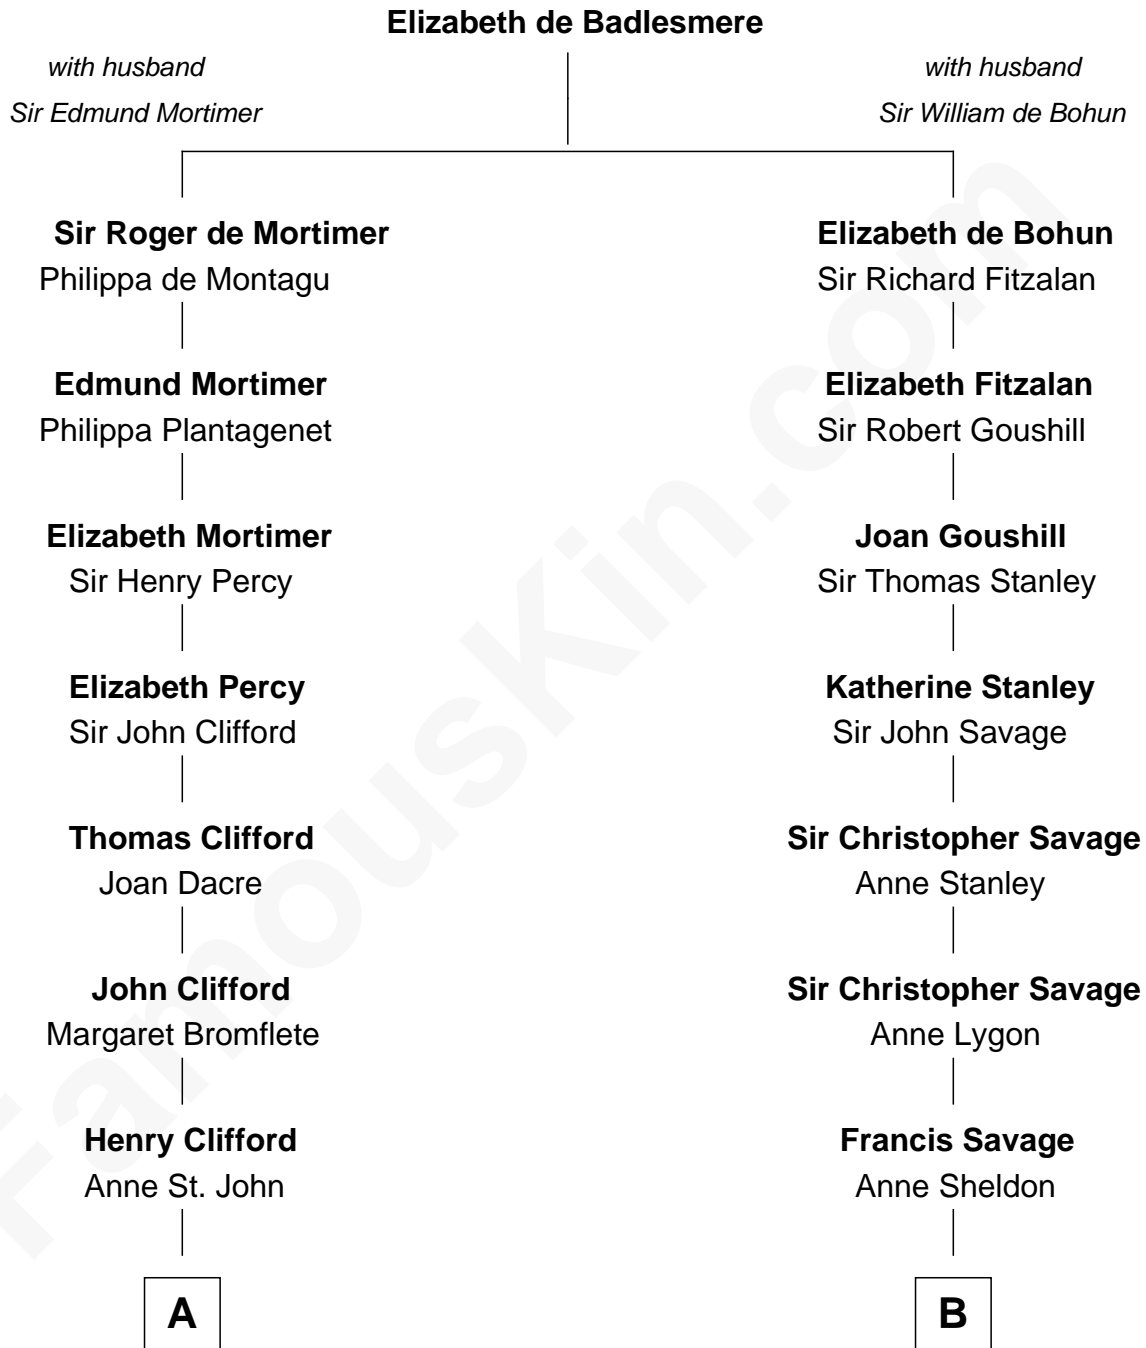 Elizabeth de Badlesmere
with husband
Sir Edmund Mortimer
with husband
Sir William de Bohun
Sir Roger de Mortimer
Philippa de Montagu
Edmund Mortimer
Philippa Plantagenet
Elizabeth Mortimer
Sir Henry Percy
Elizabeth Percy
Sir John Clifford
Thomas Clifford
Joan Dacre
John Clifford
Margaret Bromflete
Henry Clifford
Anne St. John
A
Elizabeth de Bohun
Sir Richard Fitzalan
Elizabeth Fitzalan
Sir Robert Goushill
Joan Goushill
Sir Thomas Stanley
Katherine Stanley
Sir John Savage
Sir Christopher Savage
Anne Stanley
Sir Christopher Savage
Anne Lygon
Francis Savage
Anne Sheldon
B
FamousKin.com